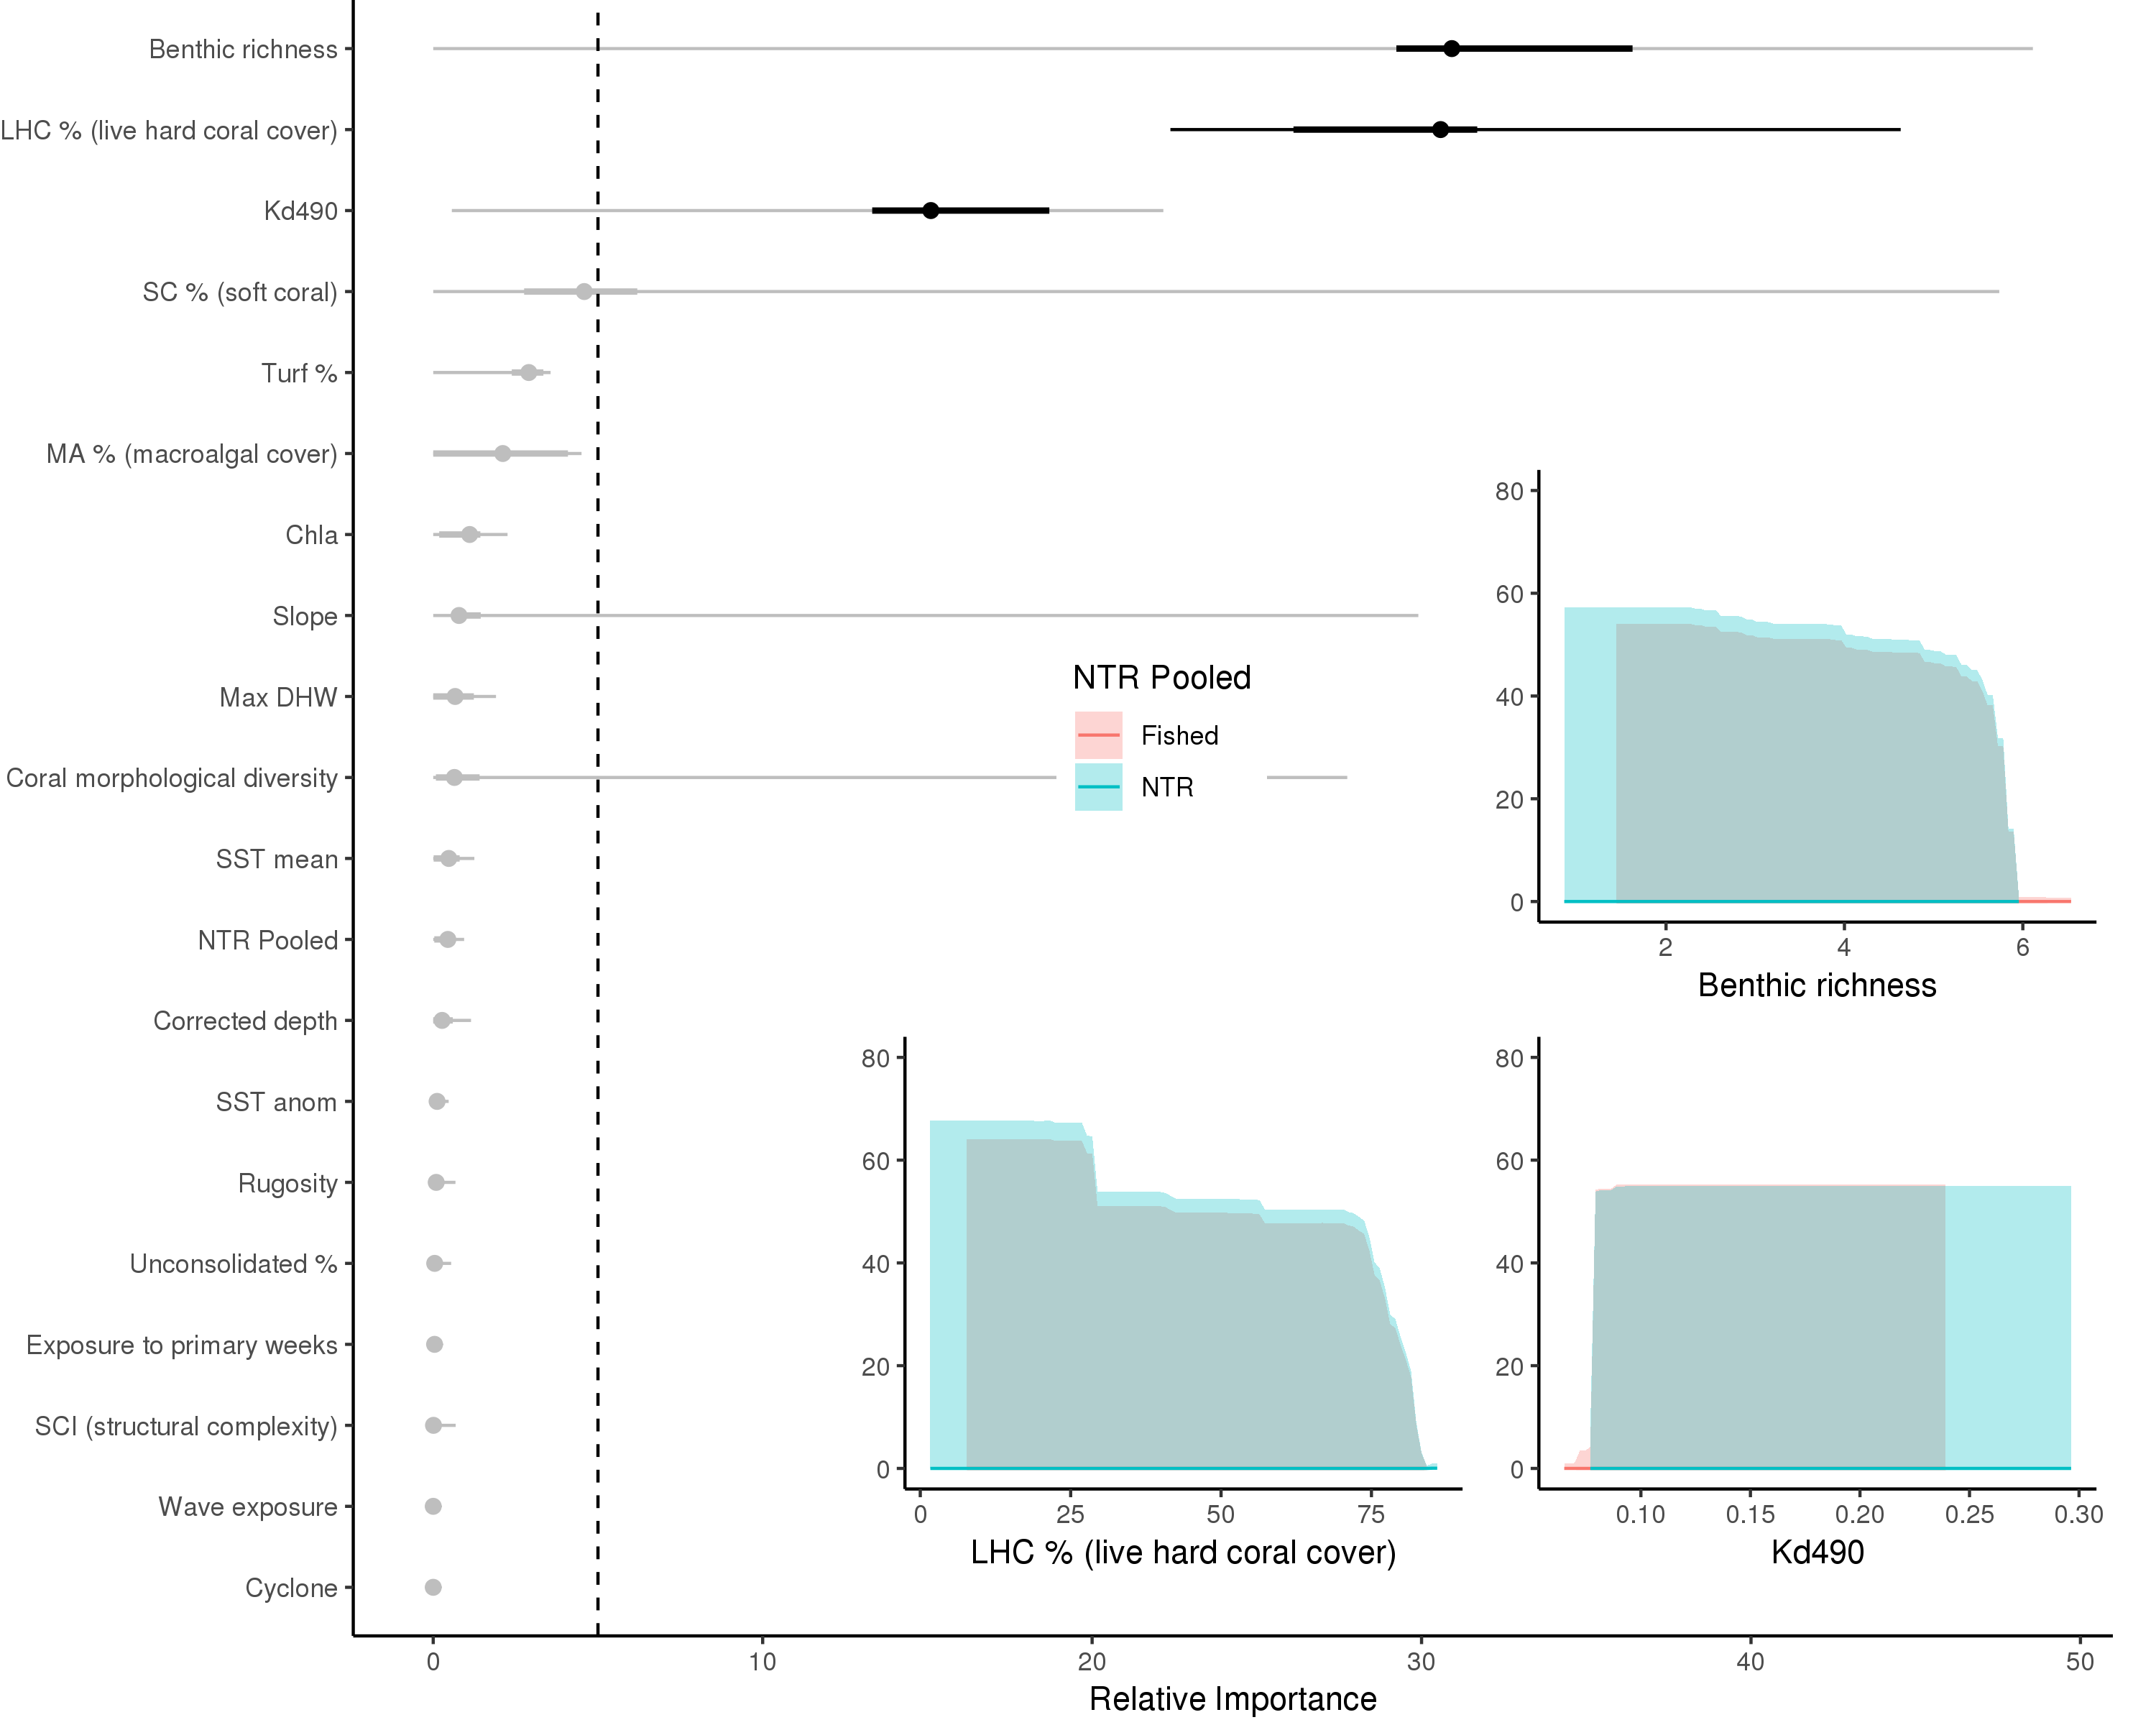 Benthic richness
LHC % (live hard coral cover)
Kd490
SC % (soft coral)
Turf %
MA % (macroalgal cover)
Chla
Slope
Max DHW
Coral morphological diversity
SST mean
NTR Pooled
Corrected depth
SST anom
Rugosity
Unconsolidated %
Exposure to primary weeks
SCI (structural complexity)
Wave exposure
Cyclone
0 10 20 30 40 50
Relative Importance
NTR Pooled
Fished
NTR
80
60
40
20
0
2 4 6
Benthic richness
80
60
40
20
0
0 25 50 75
LHC % (live hard coral cover)
80
60
40
20
0
0.10 0.15 0.20 0.25 0.30
Kd490